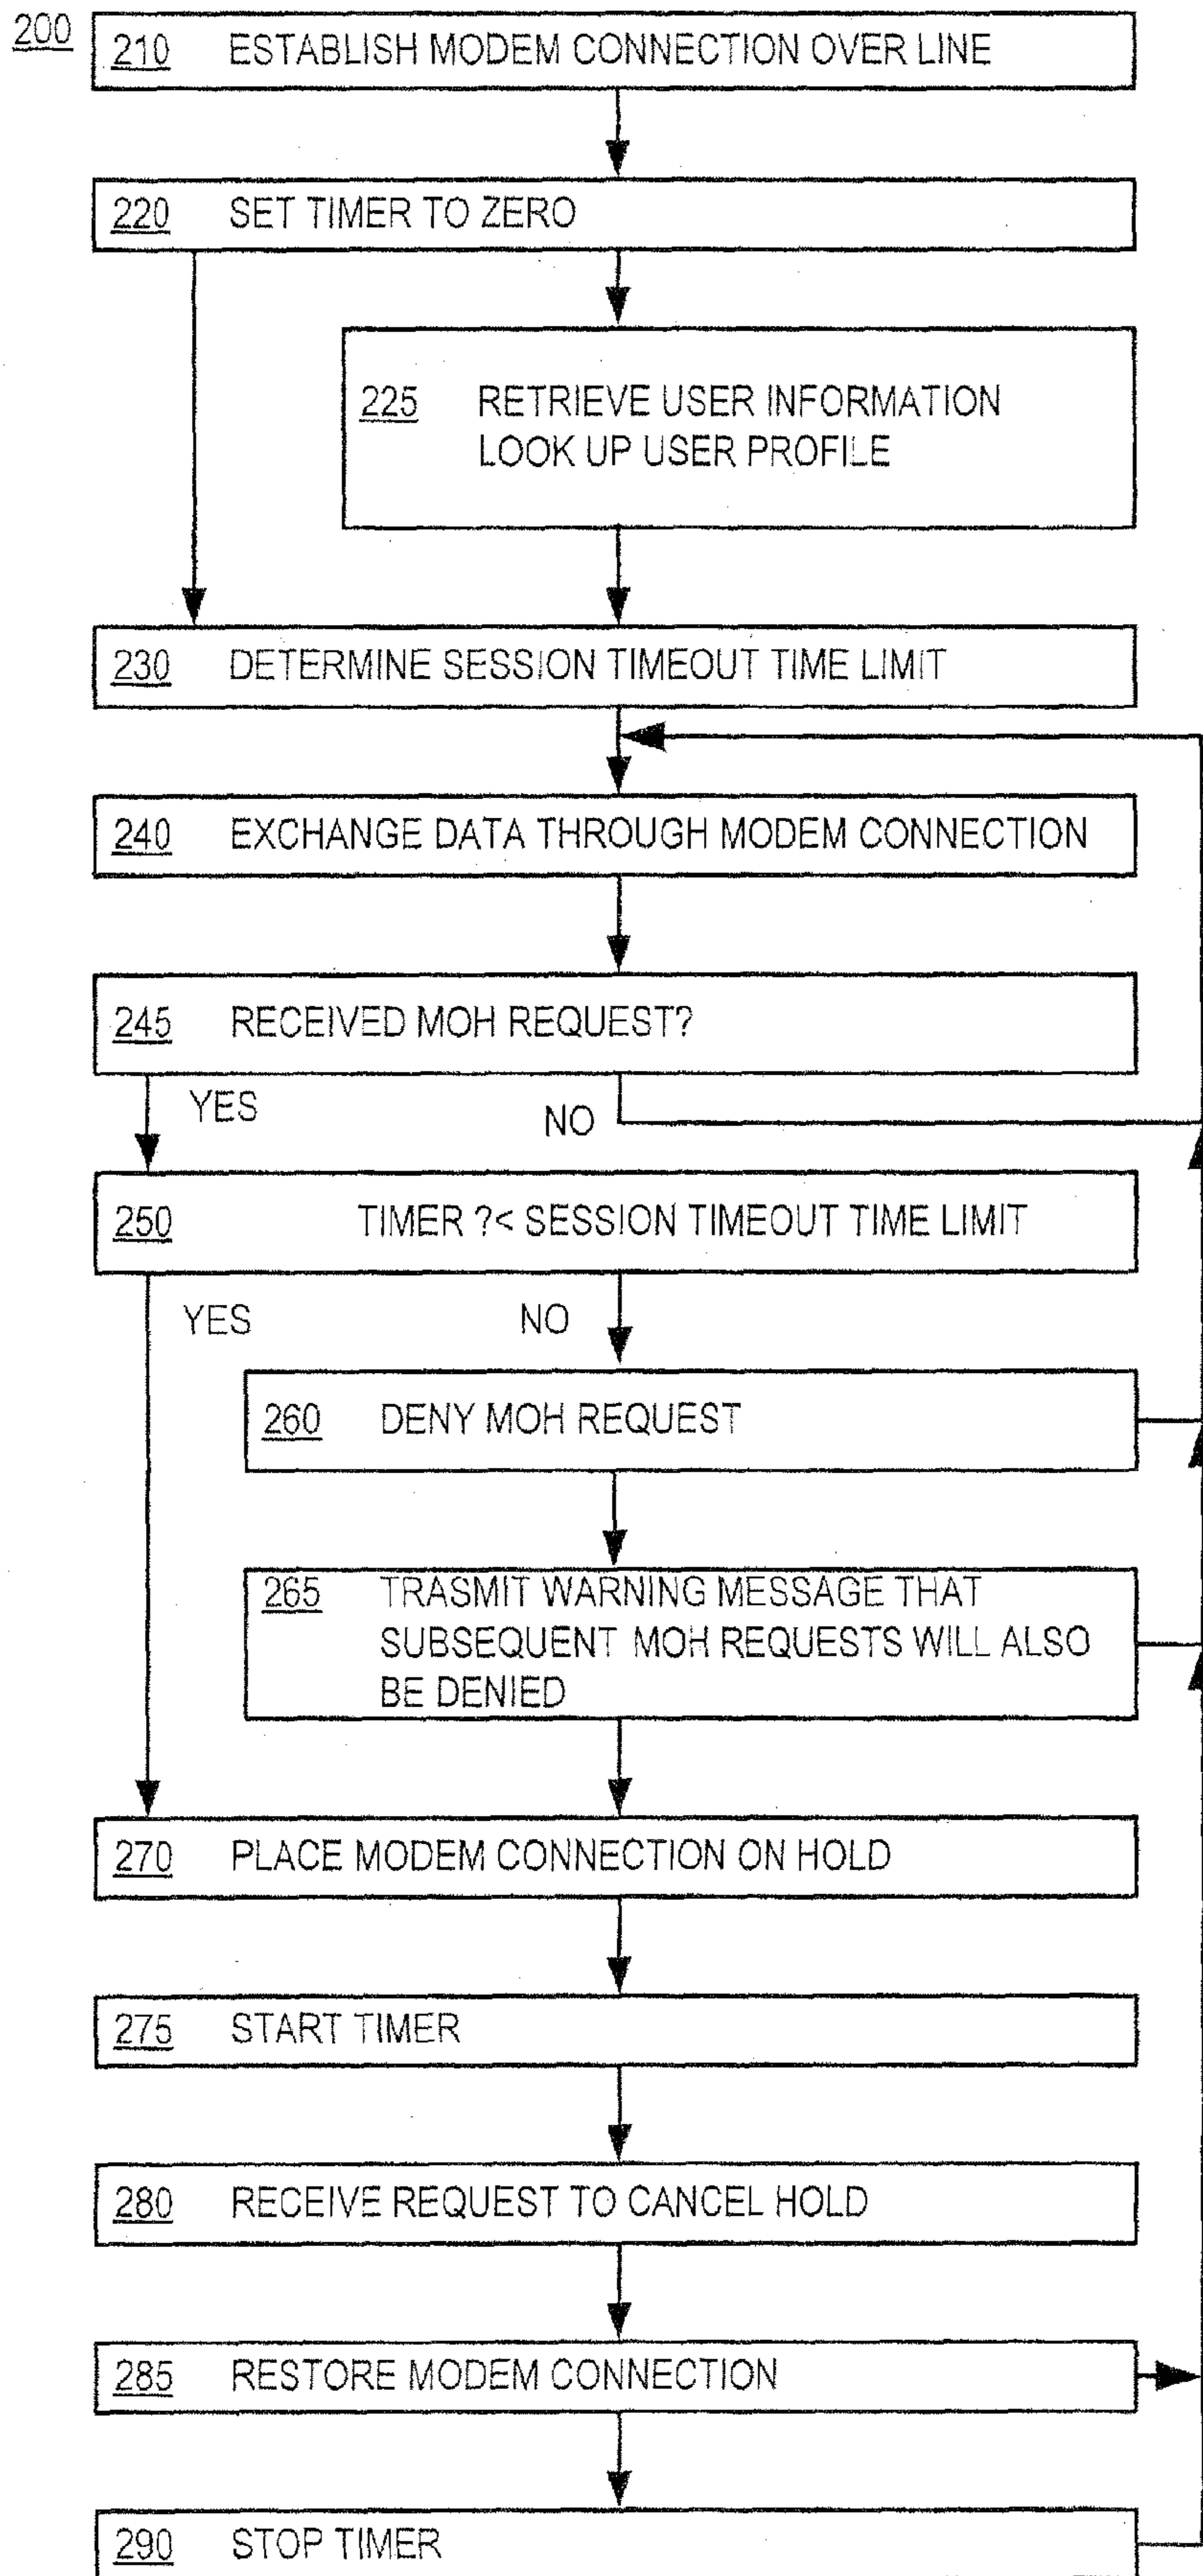 200
210 ESTABLISH MODEM CONNECTION OVER LINE
220 SET TIMER TO ZERO
225 RETRIEVE USER INFORMATION
LOOK UP USER PROFILE
230 DETERMINE SESSION TIMEOUT TIME LIMIT
240 EXCHANGE DATA THROUGH MODEM CONNECTION
245 RECEIVED MOH REQUEST?
YES NO
250 TIMER ?< SESSION TIMEOUT TIME LIMIT
YES NO
260 DENY MOH REQUEST
265 TRASMIT WARNING MESSAGE THAT
SUBSEQUENT MOH REQUESTS WILL ALSO
BE DENIED
270 PLACE MODEM CONNECTION ON HOLD
275 START TIMER
280 RECEIVE REQUEST TO CANCEL HOLD
285 RESTORE MODEM CONNECTION
290 STOP TIMER